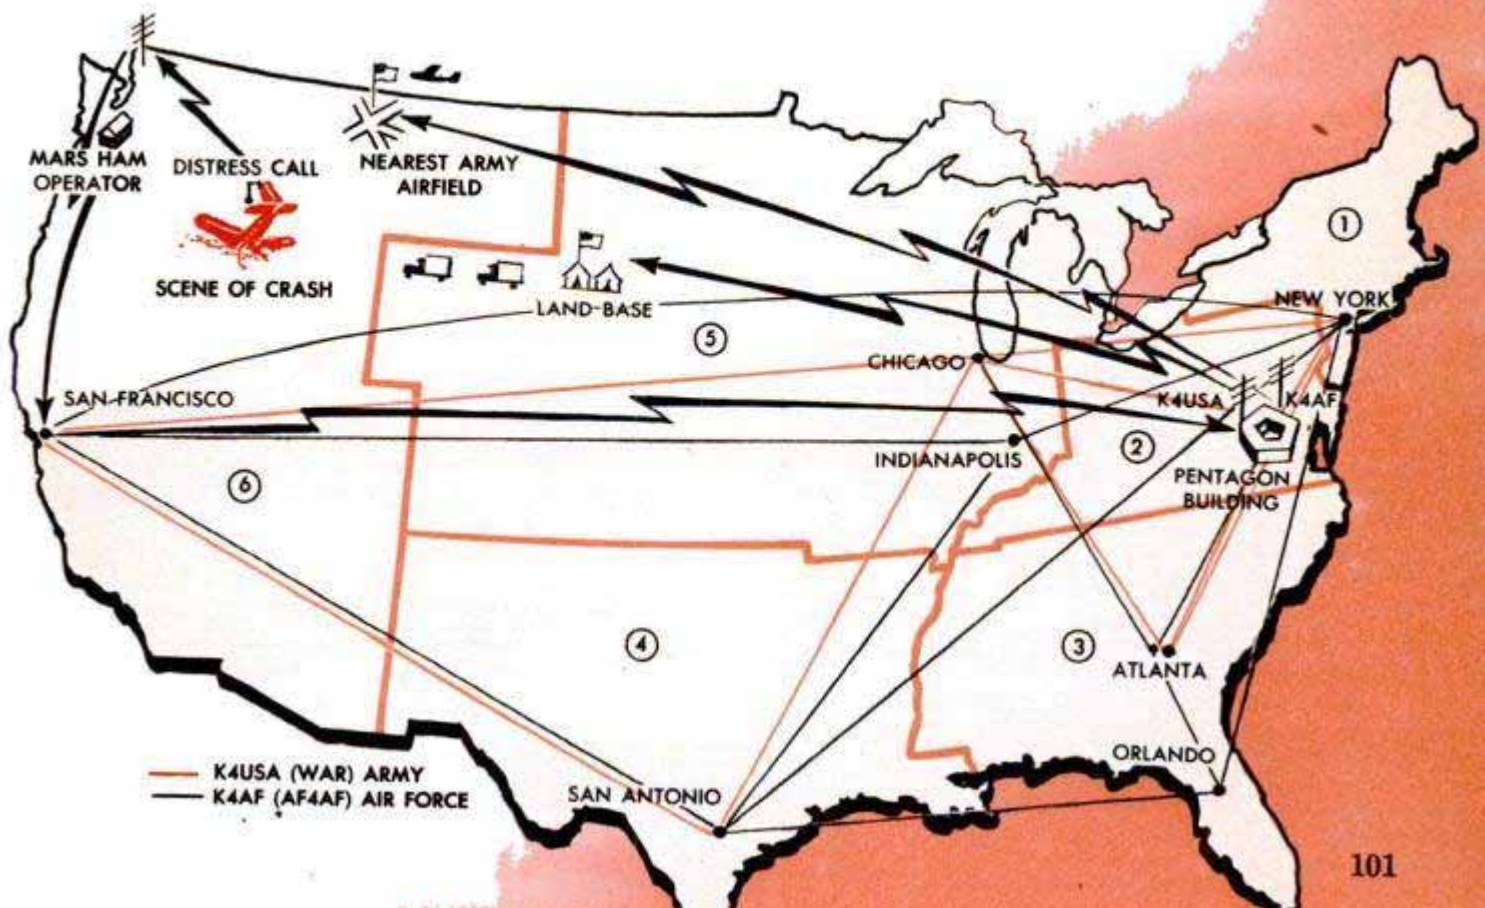 MARS HAM
OPERATOR
DISTRESS CALL
NEAREST ARMY
AIRFIELD
SCENE OF CRASH
LAND-BASE
1
NEW YORK
5
CHICAGO
SAN FRANCISCO
K4USA
K4AF
2
INDIANAPOLIS
PENTAGON
BUILDING
6
4
3
ATLANTA
ORLANDO
K4USA (WAR) ARMY
K4AF (AF4AF) AIR FORCE
SAN ANTONIO
101